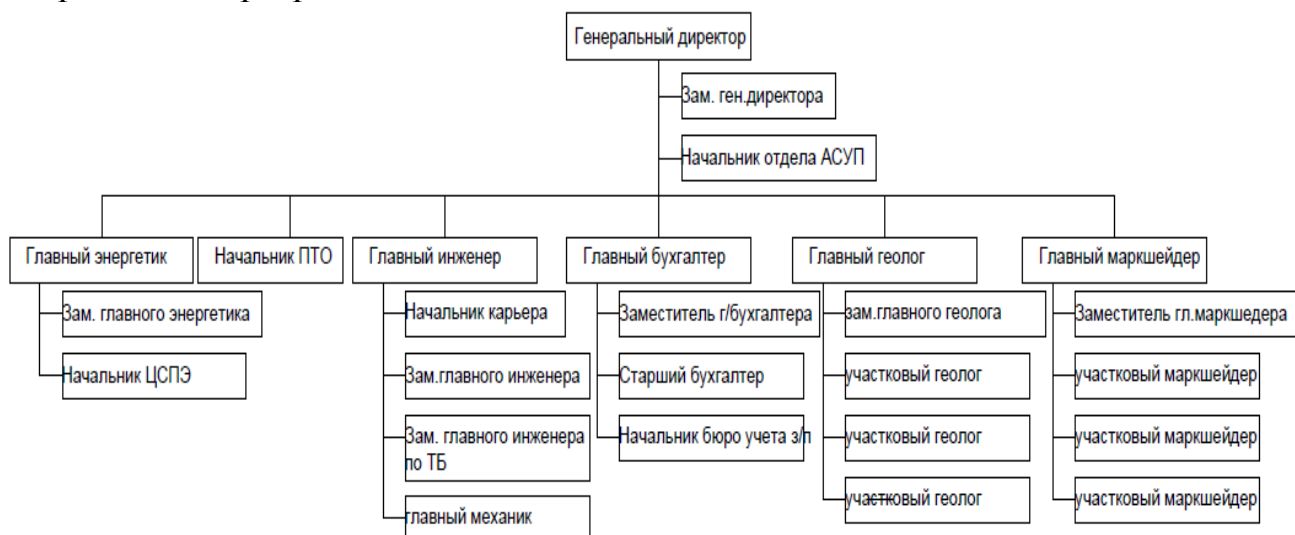 Генеральный директор
Зам. ген.директора
Начальник отдела АСУП
Главный энергетик
Начальник ПТО
Главный инженер
Главный бухгалтер
Главный геолог
Главный маркшейдер
Зам. главного энергетика
Начальник ЦСПЭ
Начальник карьера
Зам.главного инженера
Зам. главного инженера
по ТБ
главный механик
Заместитель г/бухгалтера
Старший бухгалтер
Начальник бюро учета з/п
зам.главного геолога
участковый геолог
участковый геолог
участковый геолог
Заместитель гл.маркшедера
участковый маркшейдер
участковый маркшейдер
участковый маркшейдер